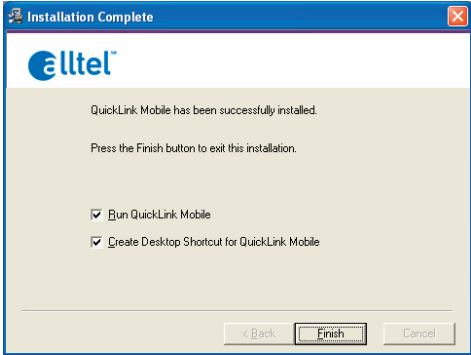 Installation Complete
alltel™
QuickLink Mobile has been successfully installed.
Press the Finish button to exit this installation.
Run QuickLink Mobile
Create Desktop Shortcut for QuickLink Mobile
< Back Finish Cancel